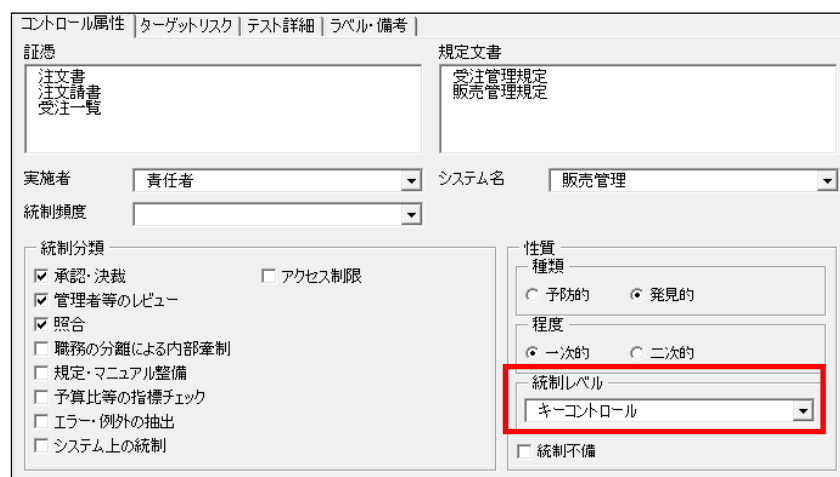 コントロール属性 ターゲットリスク テスト詳細 ラベル・備考
証憑
注文書
注文請書
受注一覧
規定文書
受注管理規定
販売管理規定
実施者 責任者
システム名 販売管理
統制頻度
統制分類
承認・決裁
アクセス制限
管理者等のレビュー
照合
職務の分離による内部牽制
規定・マニュアル整備
予算比等の指標チェック
エラー・例外の抽出
システム上の統制
性質
種類
予防的 発見的
程度
一次的 二次的
統制レベル
キーコントロール
統制不備